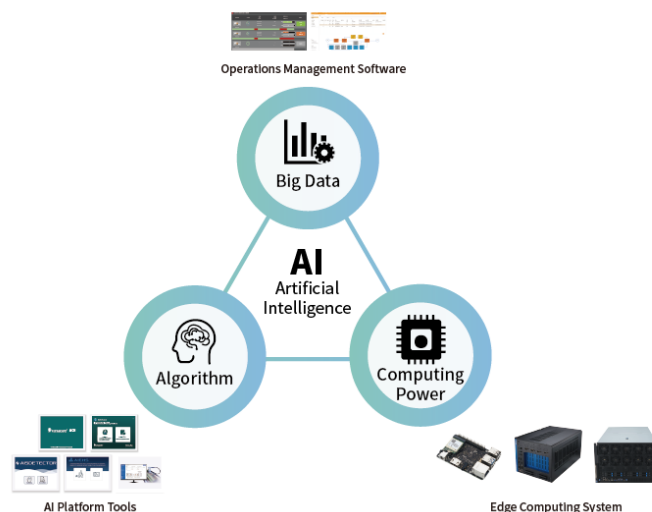 Operations Management Software
Big Data
AI
Artificial
Intelligence
Algorithm
Computing
Power
AI Platform Tools
Edge Computing System